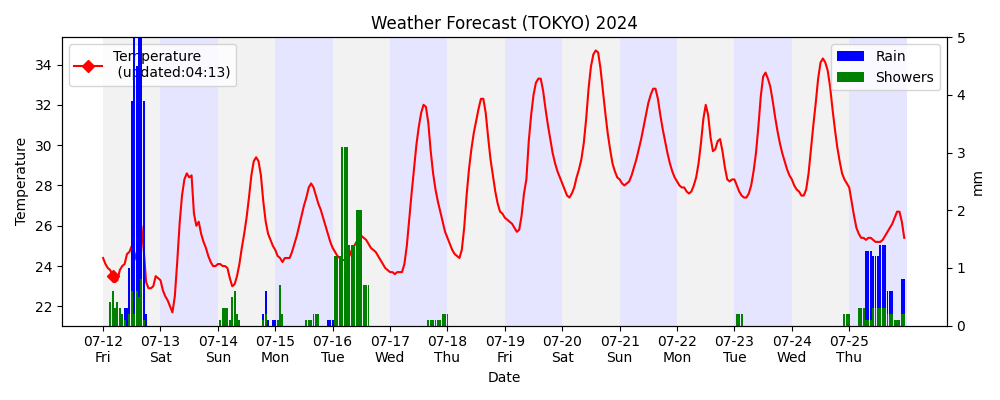 Weather Forecast (TOKYO) 2024
Temperature
(updated:04:13)
Rain
Showers
34
32
30
28
26
24
22
Temperature
5
4
3
2
1
0
mm
07-12 07-13 07-14 07-15 07-16 07-17 07-18 07-19 07-20 07-21 07-22 07-23 07-24 07-25
Fri Sat Sun Mon Tue Wed Thu Fri Sat Sun Mon Tue Wed Thu
Date